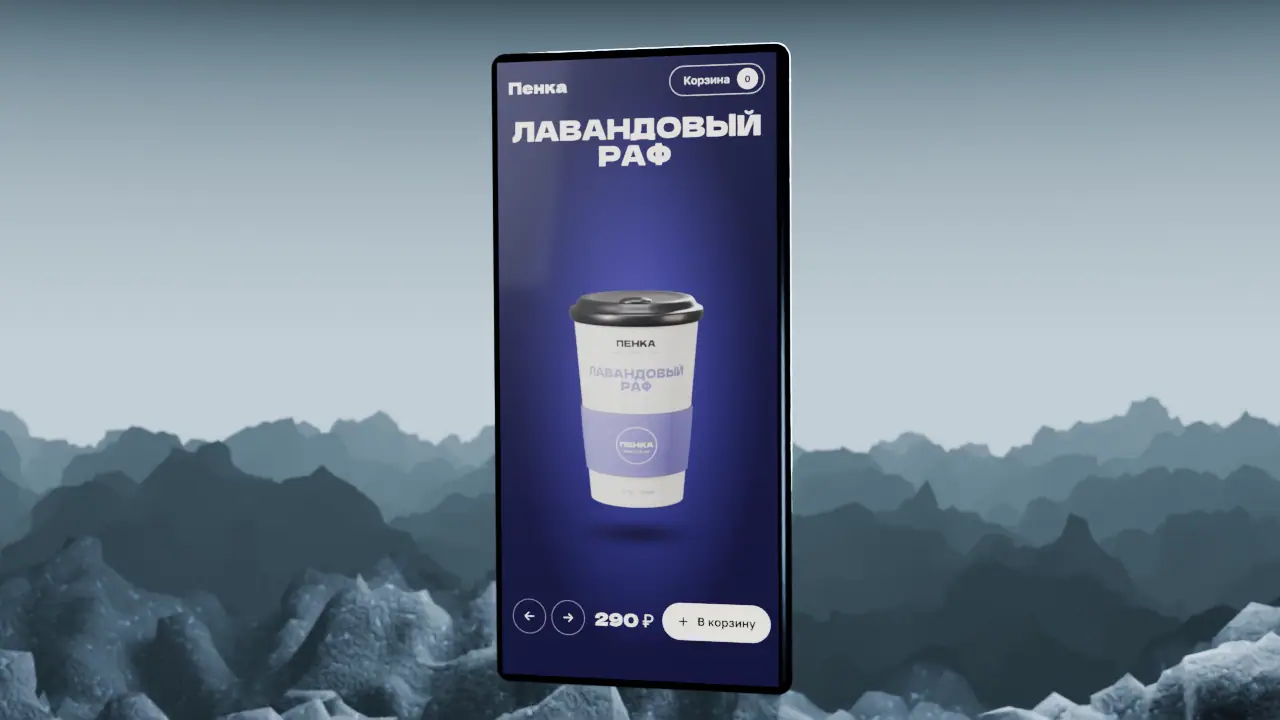 Пенка
Корзина 0
ЛАВАНДОВЫЙ
РАФ
ПЕНКА
ЛАВАНДОВЫЙ
РАФ
ПЕНКА
290 ₽
+ В корзину